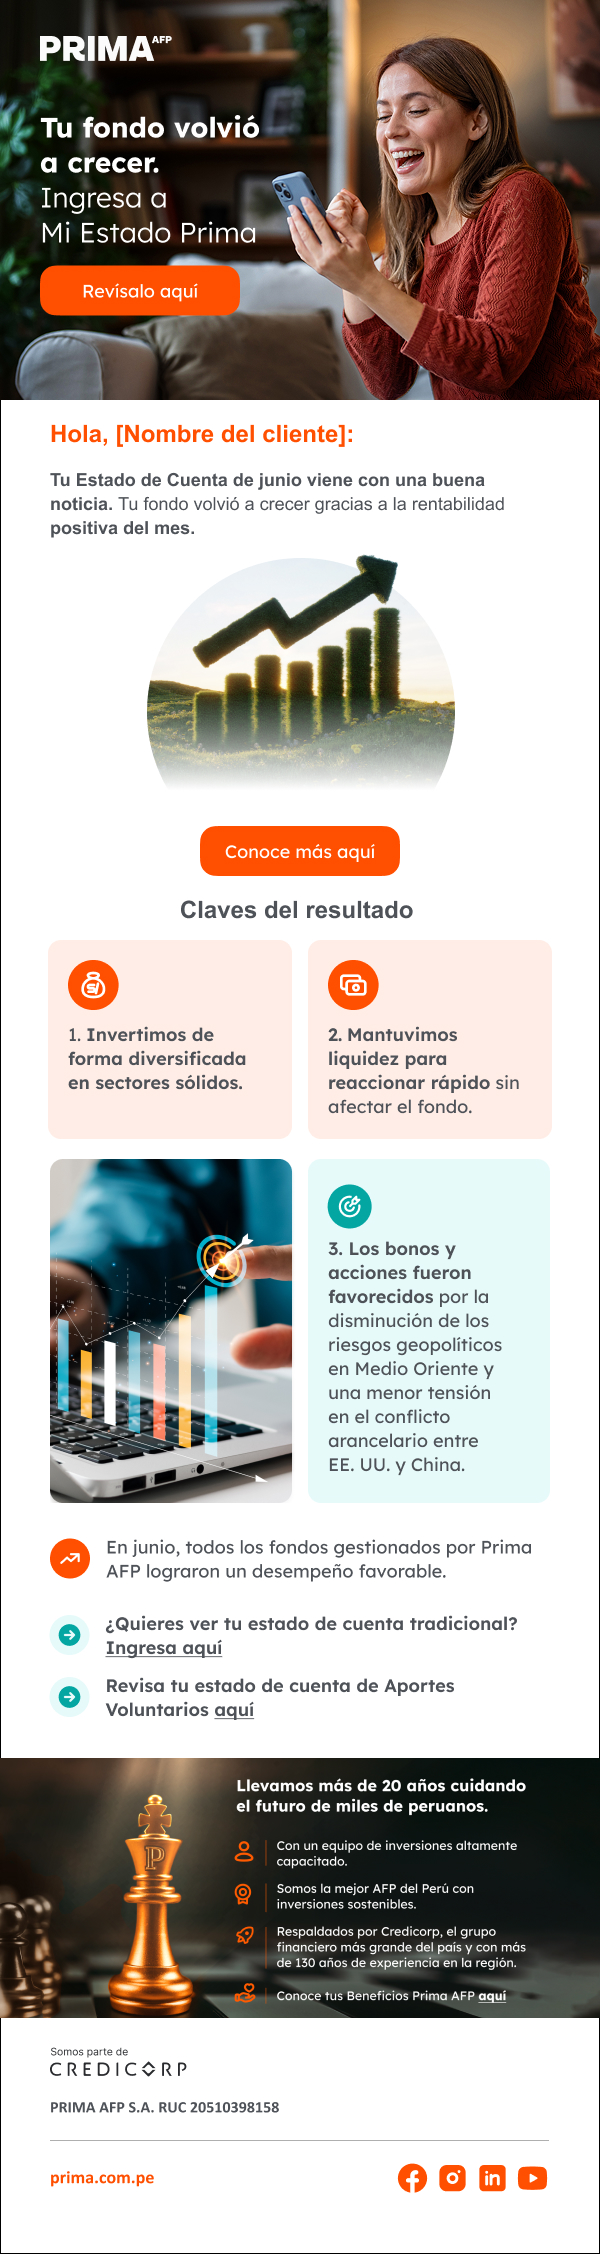 PRIMA AFP
Tu fondo volvió
a crecer.
Ingresa a
Mi Estado Prima
Revísalo aquí
Hola, [Nombre del cliente]:
Tu Estado de Cuenta de junio viene con una buena
noticia. Tu fondo volvió a crecer gracias a la rentabilidad
positiva del mes.
Conoce más aquí
Claves del resultado
1. Invertimos de
forma diversificada
en sectores sólidos.
2. Mantuvimos
liquidez para
reaccionar rápido sin
afectar el fondo.
3. Los bonos y
acciones fueron
favorecidos por la
disminución de los
riesgos geopolíticos
en Medio Oriente y
una menor tensión
en el conflicto
arancelario entre
EE. UU. y China.
En junio, todos los fondos gestionados por Prima
AFP lograron un desempeño favorable.
¿Quieres ver tu estado de cuenta tradicional?
Ingresa aquí
Revisa tu estado de cuenta de Aportes
Voluntarios aquí
P
Llevamos más de 20 años cuidando
el futuro de miles de peruanos.
Con un equipo de inversiones altamente
capacitado.
Somos la mejor AFP del Perú con
inversiones sostenibles.
Respaldados por Credicorp, el grupo
financiero más grande del país y con más
de 130 años de experiencia en la región.
Conoce tus Beneficios Prima AFP aquí
Somos parte de
CREDICORP
PRIMA AFP S.A. RUC 20510398158
prima.com.pe